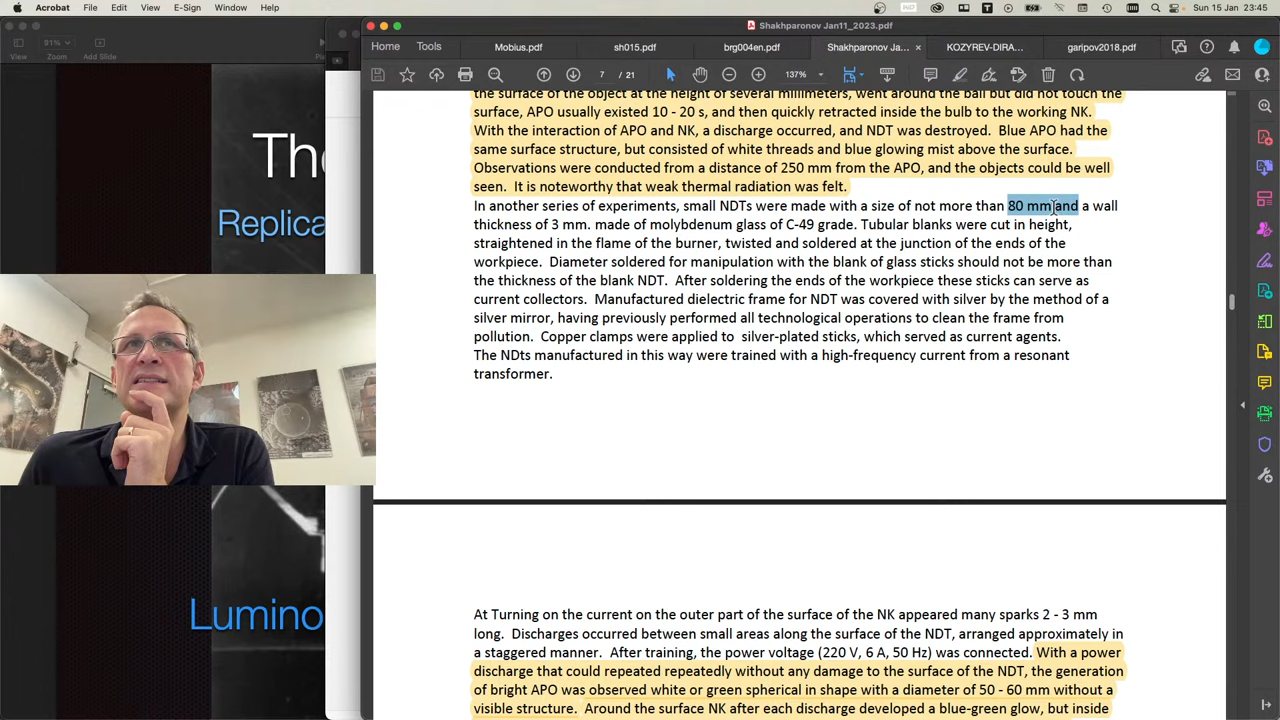 Acrobat File Edit View E-Sign Window Help
Sun 15 Jan 23:45
Shakhparonov Jan11_2023.pdf
91%
View Zoom Add Slide
Home Tools Mobius.pdf sh015.pdf brg004en.pdf Shakhparonov Ja... × KOZYREV-DIRA... garipov2018.pdf
7 / 21 137%
the surface of the object at the height of several millimeters, went around the ball but did not touch the
surface, APO usually existed 10 - 20 s, and then quickly retracted inside the bulb to the working NK.
With the interaction of APO and NK, a discharge occurred, and NDT was destroyed. Blue APO had the
same surface structure, but consisted of white threads and blue glowing mist above the surface.
Observations were conducted from a distance of 250 mm from the APO, and the objects could be well
seen. It is noteworthy that weak thermal radiation was felt.
In another series of experiments, small NDTs were made with a size of not more than 80 mm and a wall
thickness of 3 mm. made of molybdenum glass of C-49 grade. Tubular blanks were cut in height,
straightened in the flame of the burner, twisted and soldered at the junction of the ends of the
workpiece. Diameter soldered for manipulation with the blank of glass sticks should not be more than
the thickness of the blank NDT. After soldering the ends of the workpiece these sticks can serve as
current collectors. Manufactured dielectric frame for NDT was covered with silver by the method of a
silver mirror, having previously performed all technological operations to clean the frame from
pollution. Copper clamps were applied to silver-plated sticks, which served as current agents.
The NDts manufactured in this way were trained with a high-frequency current from a resonant
transformer.
At Turning on the current on the outer part of the surface of the NK appeared many sparks 2 - 3 mm
long. Discharges occurred between small areas along the surface of the NDT, arranged approximately in
a staggered manner. After training, the power voltage (220 V, 6 A, 50 Hz) was connected. With a power
discharge that could repeated repeatedly without any damage to the surface of the NDT, the generation
of bright APO was observed white or green spherical in shape with a diameter of 50 - 60 mm without a
visible structure. Around the surface NK after each discharge developed a blue-green glow, but inside
The
Replica
Lumino